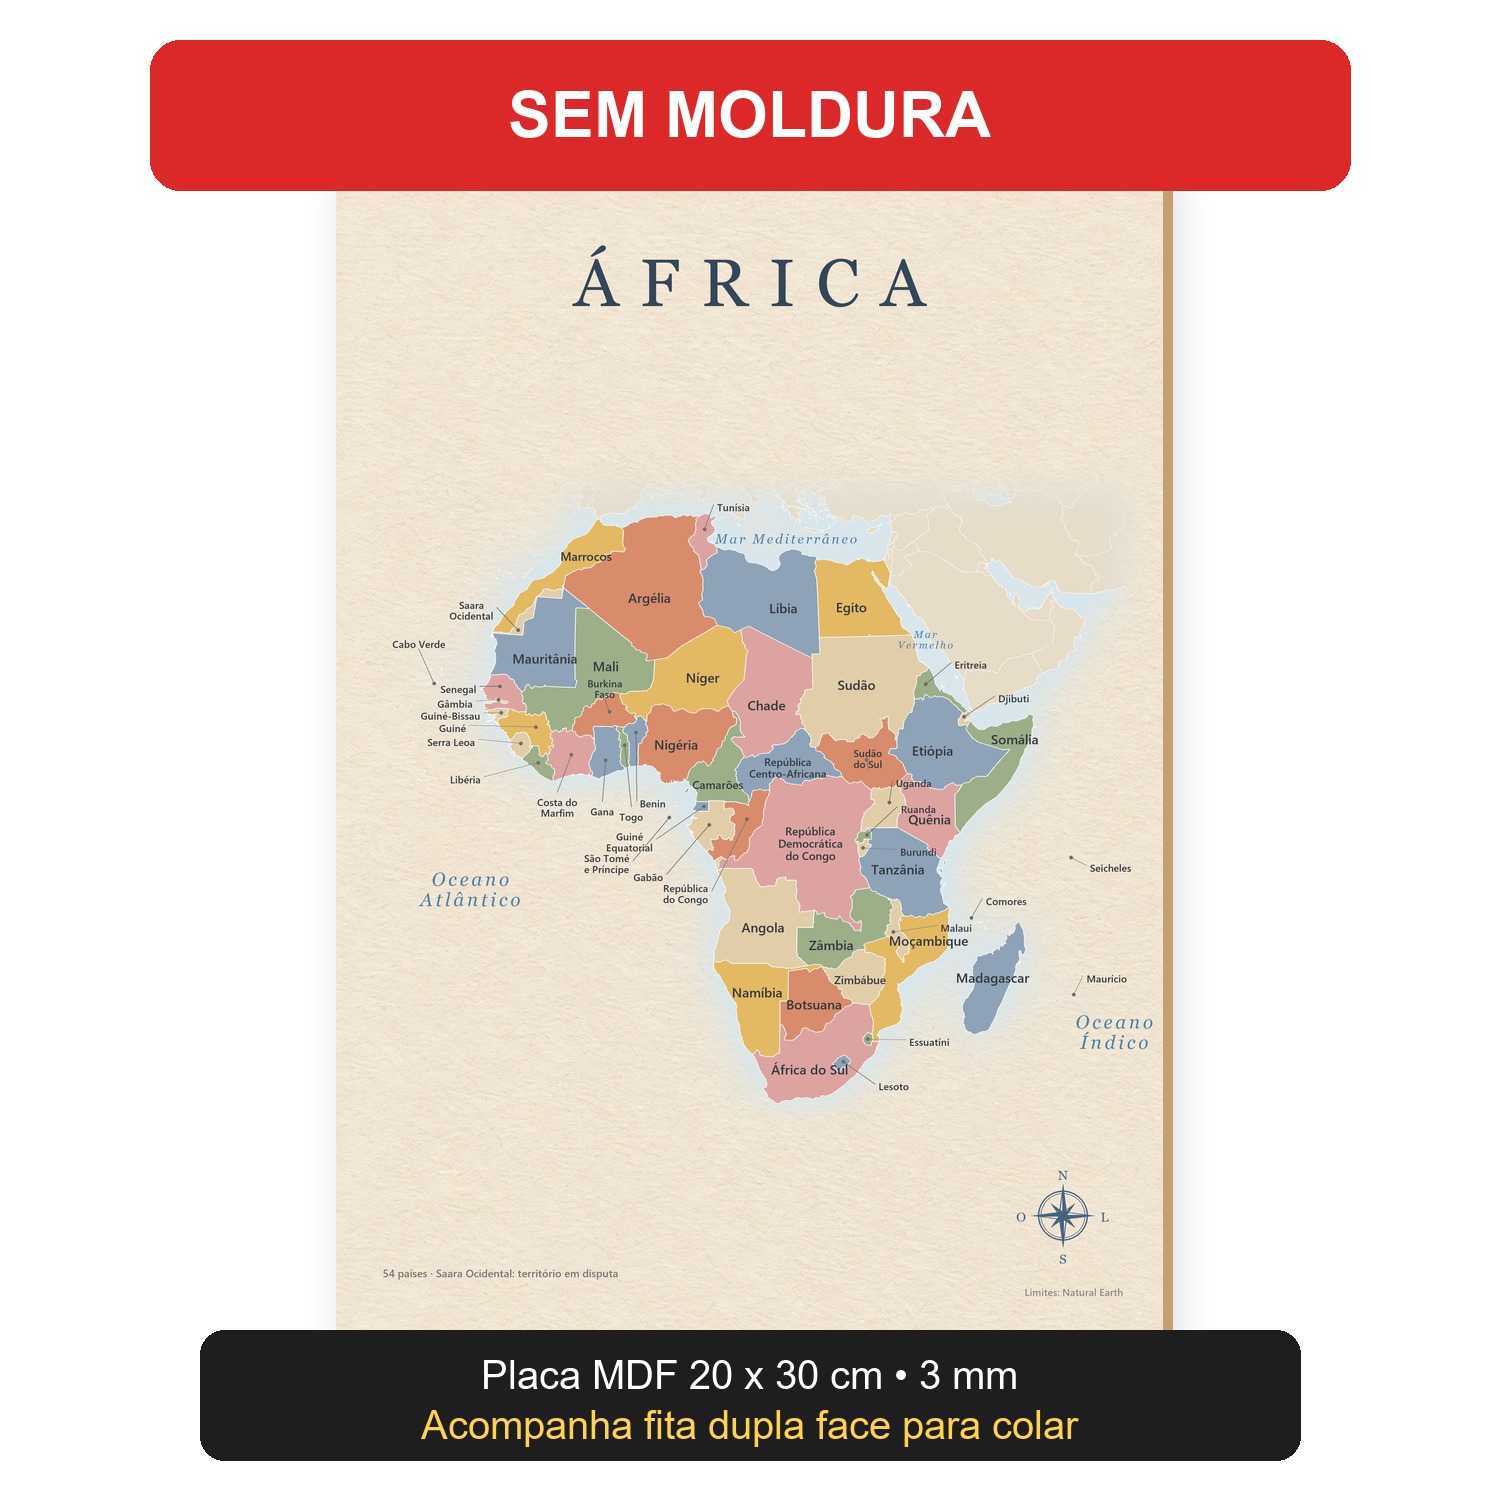 SEM MOLDURA
ÁFRICA
Tunísia
Mar Mediterrâneo
Marrocos
Argélia
Líbia
Egito
Saara
Ocidental
Mar
Vermelho
Cabo Verde
Mauritânia
Mali
Níger
Chade
Sudão
Eritreia
Senegal
Burkina
Faso
Djibuti
Gâmbia
Guiné-Bissau
Guiné
Serra Leoa
Nigéria
Etiópia
Somália
Sudão
do Sul
República
Centro-Africana
Libéria
Camarões
Uganda
Costa do
Marfim
Gana
Togo
Benin
Ruanda
Quênia
Guiné
Equatorial
São Tomé
e Príncipe
Gabão
República
do Congo
República
Democrática
do Congo
Burundi
Tanzânia
Seicheles
Oceano
Atlântico
Comores
Angola
Zâmbia
Malaui
Moçambique
Zimbábue
Madagascar
Maurício
Namíbia
Botsuana
Oceano
Índico
Essuatíni
África do Sul
Lesoto
N
O
L
S
54 países · Saara Ocidental: território em disputa
Limites: Natural Earth
Placa MDF 20 x 30 cm • 3 mm
Acompanha fita dupla face para colar